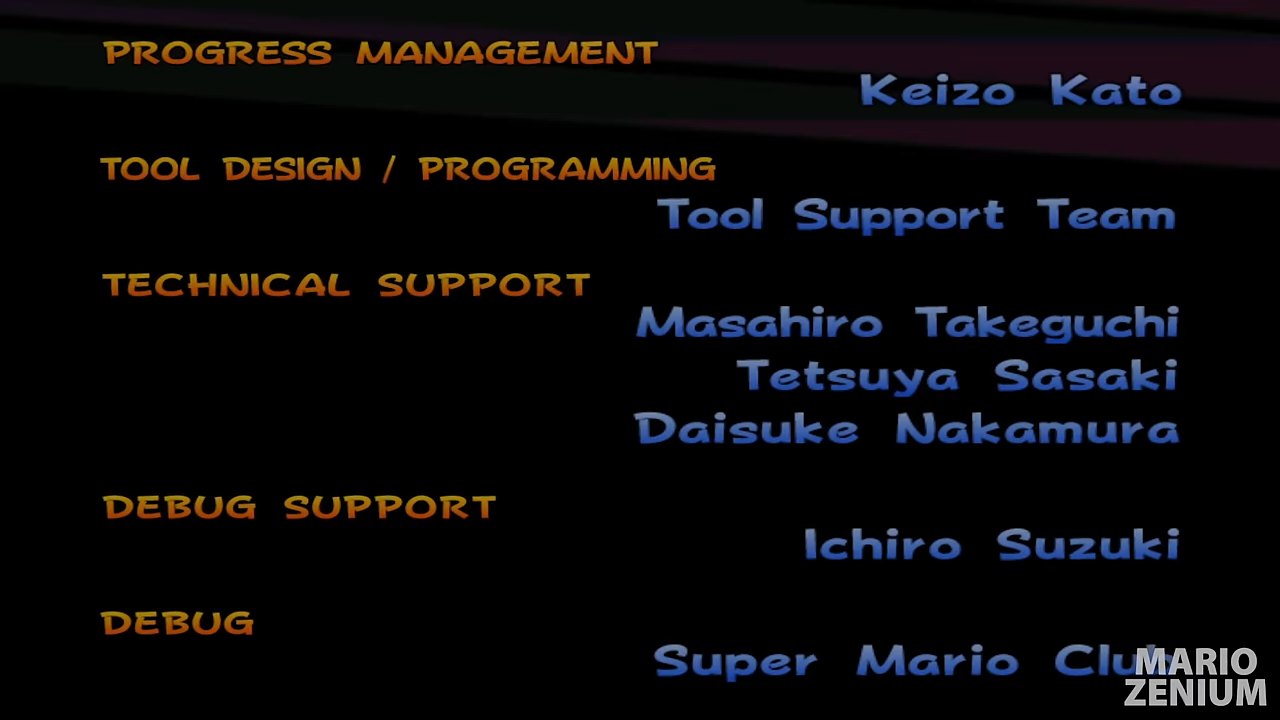 PROGRESS MANAGEMENT
Keizo Kato
TOOL DESIGN / PROGRAMMING
Tool Support Team
TECHNICAL SUPPORT
Masahiro Takeguchi
Tetsuya Sasaki
Daisuke Nakamura
DEBUG SUPPORT
Ichiro Suzuki
DEBUG
Super Mario Club
MARIO
ZENIUM